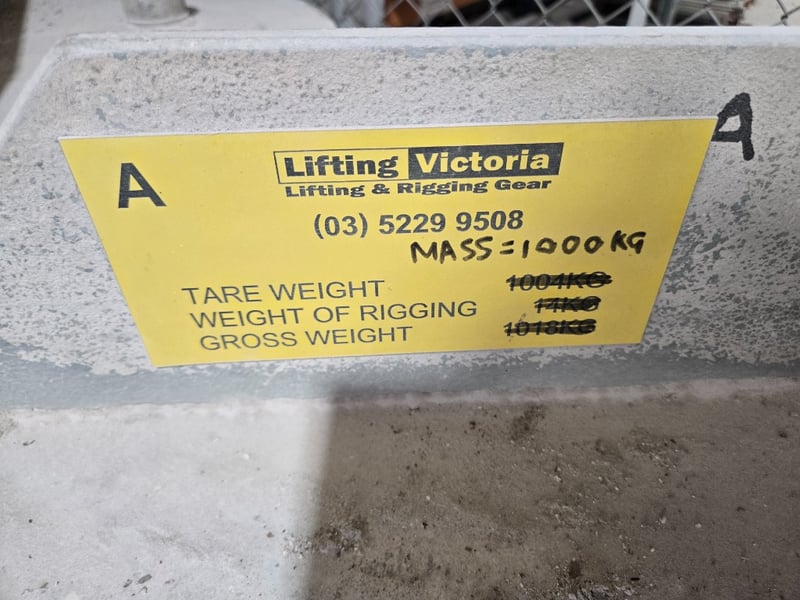 A
A
Lifting Victoria
Lifting & Rigging Gear
(03) 5229 9508
MASS = 1000KG
TARE WEIGHT 1004KG
WEIGHT OF RIGGING 14KG
GROSS WEIGHT 1018KG